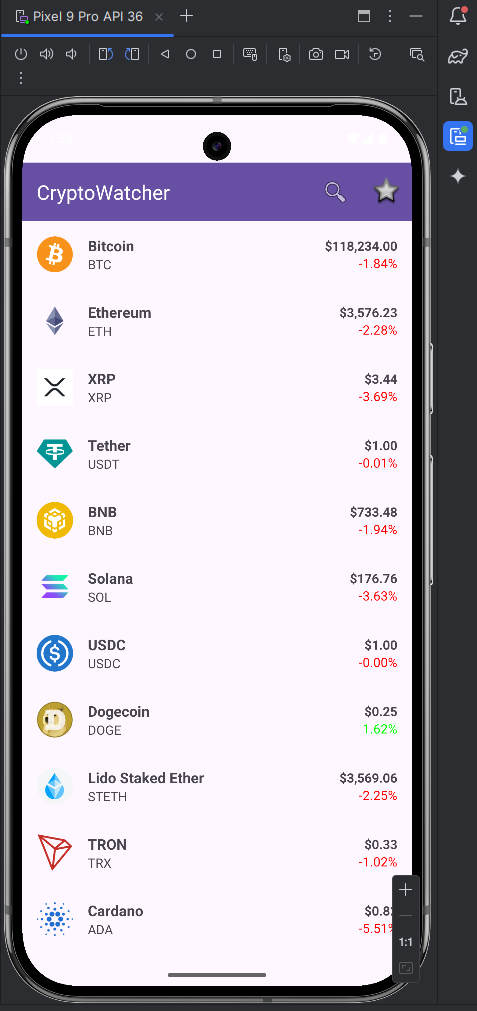 Pixel 9 Pro API 36
CryptoWatcher
Bitcoin
$118,234.00
BTC
-1.84%
Ethereum
$3,576.23
ETH
-2.28%
XRP
$3.44
XRP
-3.69%
Tether
$1.00
USDT
-0.01%
BNB
$733.48
BNB
-1.94%
Solana
$176.76
SOL
-3.63%
USDC
$1.00
USDC
-0.00%
Dogecoin
$0.25
DOGE
1.62%
Lido Staked Ether
$3,569.06
STETH
-2.25%
TRON
$0.33
TRX
-1.02%
Cardano
ADA
-5.51%
1:1